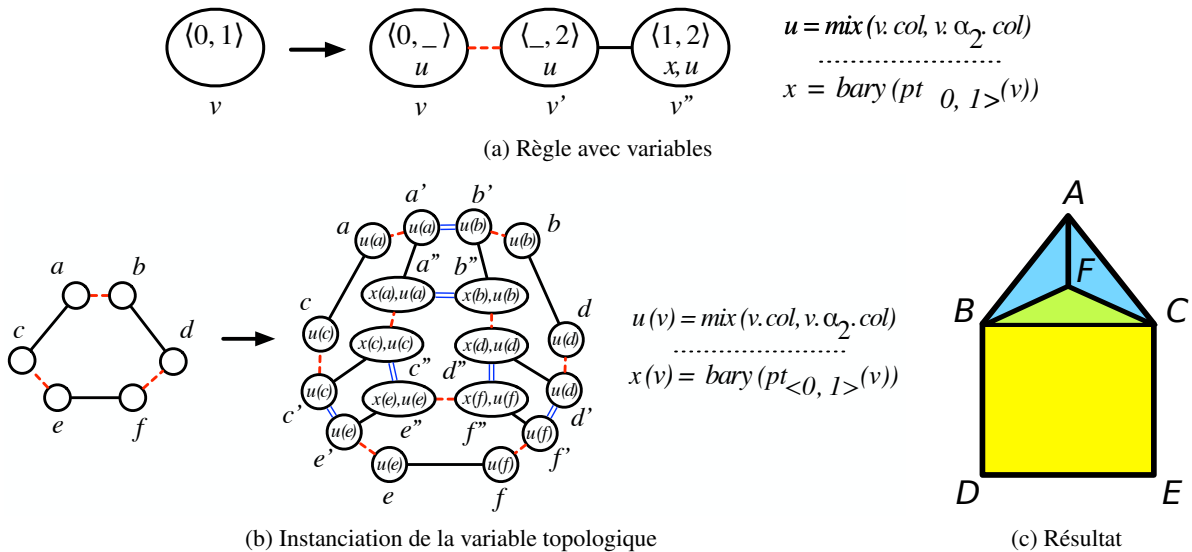 ⟨0, 1⟩
v
⟨0, _⟩
u
v
⟨_, 2⟩
u
v'
⟨1, 2⟩
x, u
v''
u = mix(v. col, v. α2. col)
x = bary (pt 0, 1>(v))
(a) Règle avec variables
a b
c d
e f
a' b'
a u(a) u(a) u(b) u(b) b
a'' b''
x(a),u(a) x(b),u(b)
c d
u(c) x(c),u(c) x(d),u(d) u(d)
c'' d''
u(c) x(e),u(e) x(f),u(f) u(d)
c' d'
u(e) e'' f'' u(f)
e' f'
u(e) u(f)
e f
u (v) = mix (v. col, v. α2. col)
x (v) = bary (pt<0, 1>(v))
(b) Instanciation de la variable topologique
A
F
B C
D E
(c) Résultat